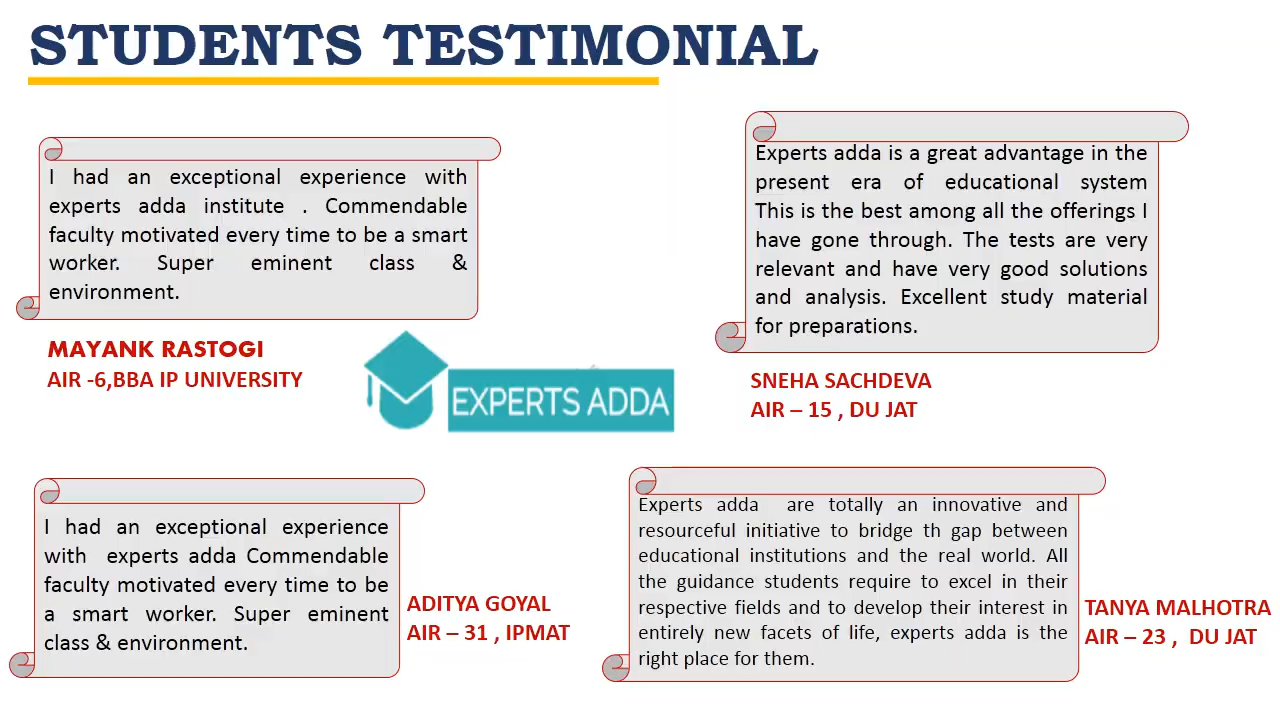 STUDENTS TESTIMONIAL
I had an exceptional experience with
experts adda institute . Commendable
faculty motivated every time to be a smart
worker. Super eminent class &
environment.
MAYANK RASTOGI
AIR -6,BBA IP UNIVERSITY
Experts adda is a great advantage in the
present era of educational system
This is the best among all the offerings I
have gone through. The tests are very
relevant and have very good solutions
and analysis. Excellent study material
for preparations.
SNEHA SACHDEVA
AIR – 15 , DU JAT
EXPERTS ADDA
I had an exceptional experience
with experts adda Commendable
faculty motivated every time to be
a smart worker. Super eminent
class & environment.
ADITYA GOYAL
AIR – 31 , IPMAT
Experts adda are totally an innovative and
resourceful initiative to bridge th gap between
educational institutions and the real world. All
the guidance students require to excel in their
respective fields and to develop their interest in
entirely new facets of life, experts adda is the
right place for them.
TANYA MALHOTRA
AIR – 23 , DU JAT